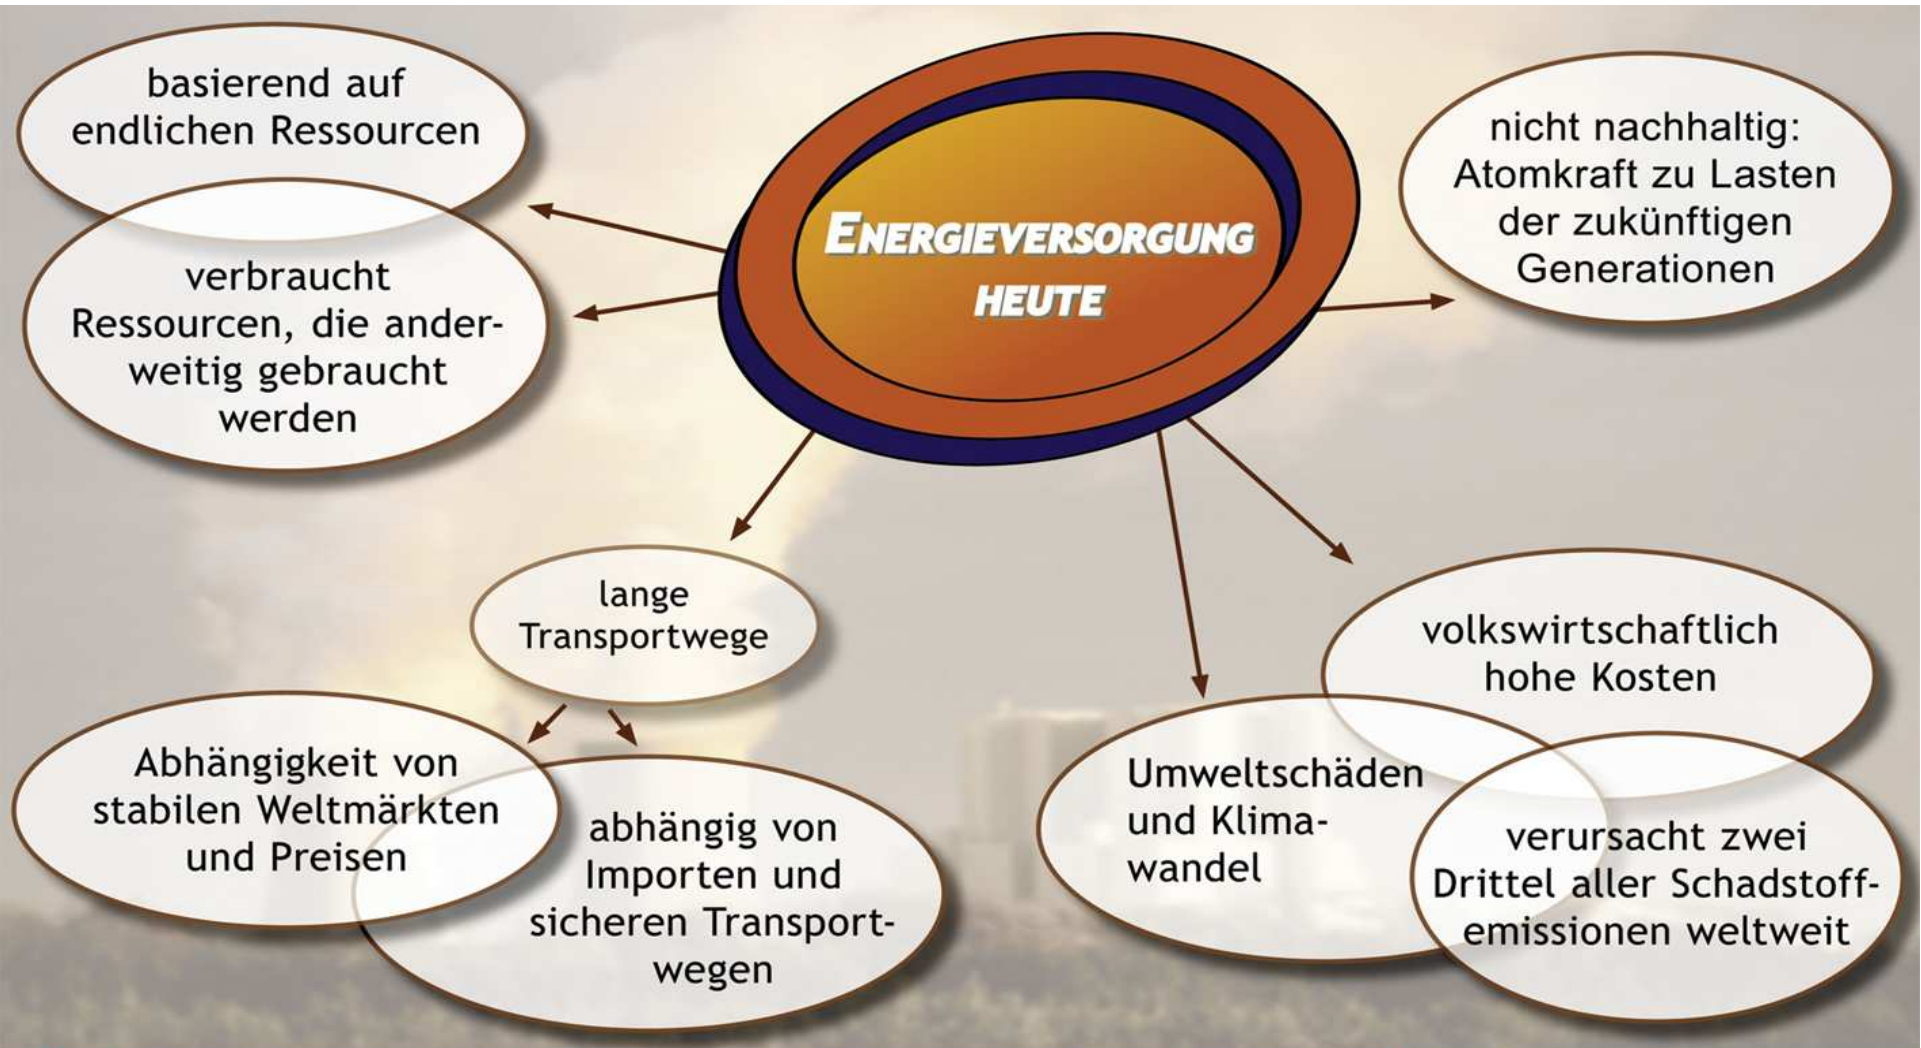 ENERGIEVERSORGUNG
HEUTE
basierend auf
endlichen Ressourcen
verbraucht
Ressourcen, die ander-
weitig gebraucht
werden
nicht nachhaltig:
Atomkraft zu Lasten
der zukünftigen
Generationen
lange
Transportwege
Abhängigkeit von
stabilen Weltmärkten
und Preisen
abhängig von
Importen und
sicheren Transport-
wegen
volkswirtschaftlich
hohe Kosten
Umweltschäden
und Klima-
wandel
verursacht zwei
Drittel aller Schadstoff-
emissionen weltweit